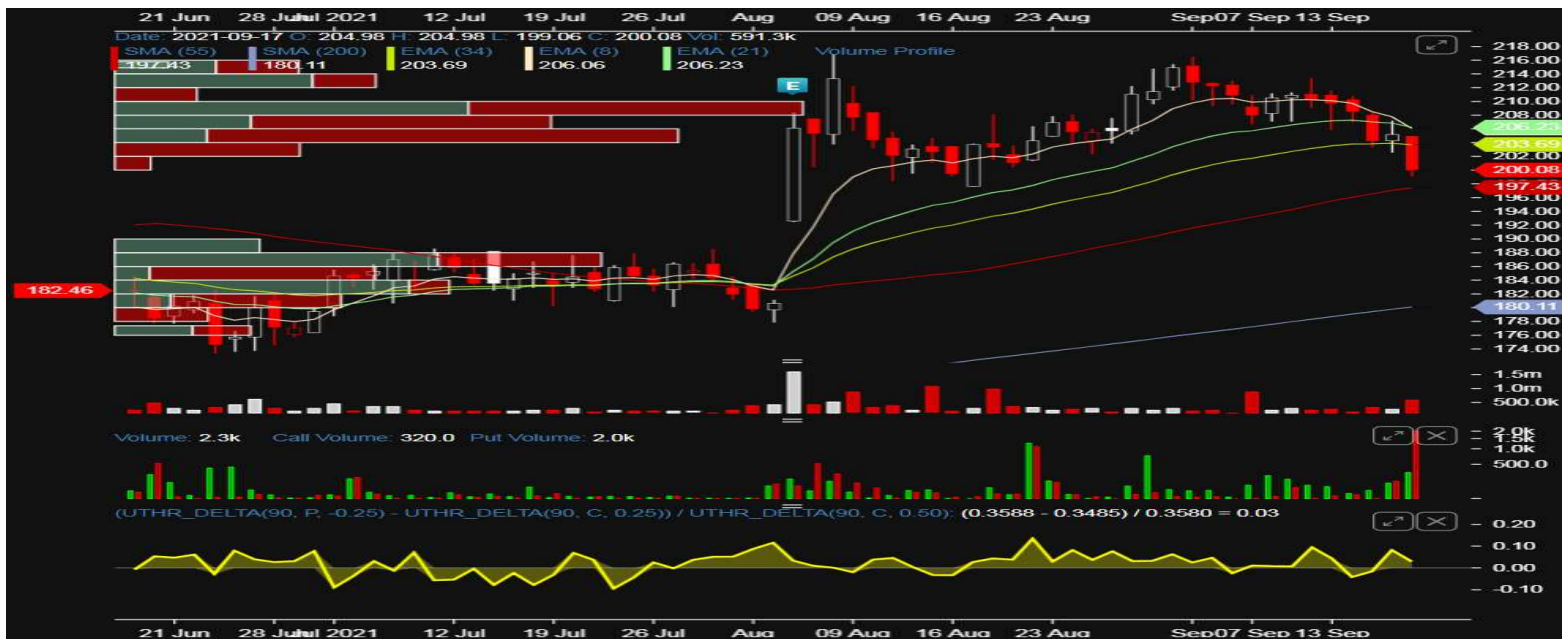 21 Jun 28 Jun Jul 2021 12 Jul 19 Jul 26 Jul Aug 09 Aug 16 Aug 23 Aug Sep 07 Sep 13 Sep
Date: 2021-09-17 O: 204.98 H: 204.98 L: 199.06 C: 200.08 Vol: 591.3k
SMA (55) SMA (200) EMA (34) EMA (8) EMA (21) Volume Profile
197.43 180.11 203.69 206.06 206.23
E
218.00
216.00
214.00
212.00
210.00
208.00
206.23
203.69
202.00
200.08
197.43
196.00
194.00
192.00
190.00
188.00
186.00
184.00
182.46
182.00
180.11
178.00
176.00
174.00
1.5m
1.0m
500.0k
Volume: 2.3k Call Volume: 320.0 Put Volume: 2.0k
2.0k
1.5k
1.0k
500.0
(UTHR_DELTA(90, P, -0.25) - UTHR_DELTA(90, C, 0.25)) / UTHR_DELTA(90, C, 0.50): (0.3588 - 0.3485) / 0.3580 = 0.03
0.20
0.10
0.00
-0.10
21 Jun 28 Jun Jul 2021 12 Jul 19 Jul 26 Jul Aug 09 Aug 16 Aug 23 Aug Sep 07 Sep 13 Sep